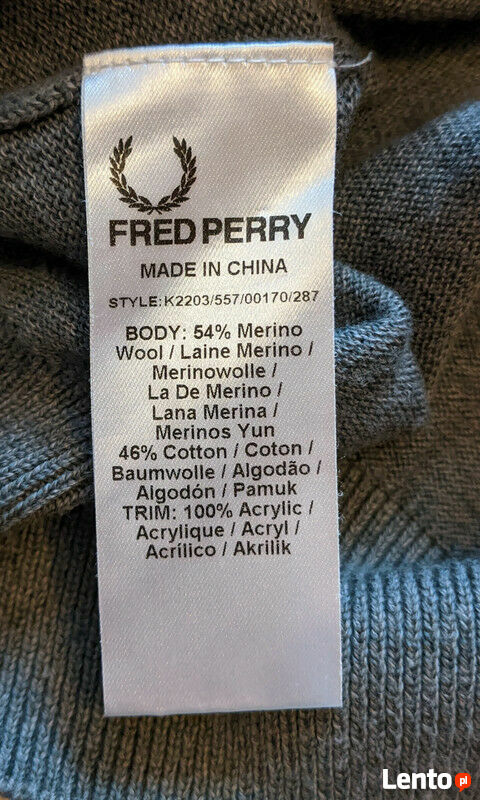 FRED PERRY
MADE IN CHINA
STYLE:K2203/557/00170/287
BODY: 54% Merino
Wool / Laine Merino /
Merinowolle /
La De Merino /
Lana Merina /
Merinos Yun
46% Cotton / Coton /
Baumwolle / Algodão /
Algodón / Pamuk
TRIM: 100% Acrylic /
Acrylique / Acryl /
Acrílico / Akrilik
Lento pl